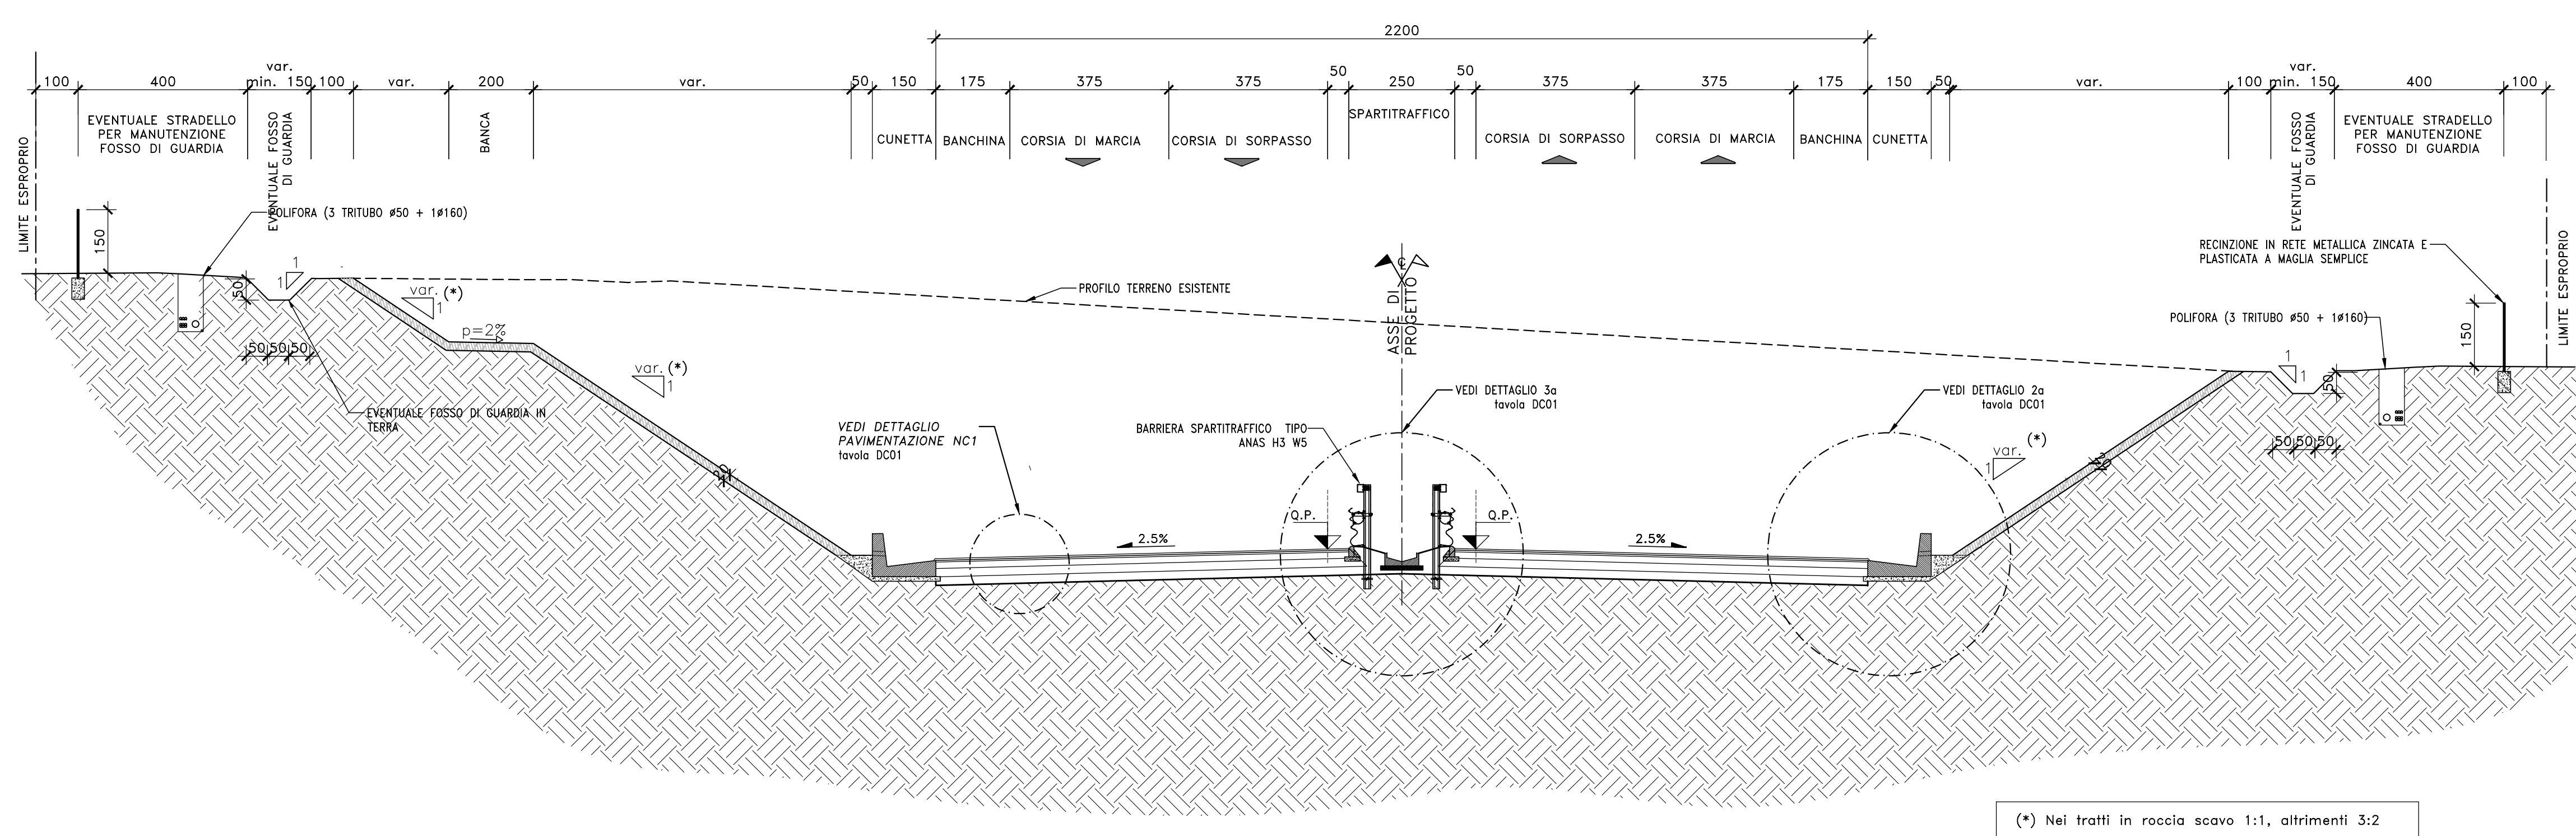 2200
var. var.
100 400 min. 150 100 var. 200 var. 50 150 175 375 375 50 250 50 375 375 175 150 50 var. 100 min. 150 400 100
LIMITE ESPROPRIO
EVENTUALE STRADELLO
PER MANUTENZIONE
FOSSO DI GUARDIA
EVENTUALE FOSSO
DI GUARDIA
BANCA
CUNETTA
BANCHINA
CORSIA DI MARCIA
CORSIA DI SORPASSO
SPARTITRAFFICO
CORSIA DI SORPASSO
CORSIA DI MARCIA
BANCHINA
CUNETTA
EVENTUALE FOSSO
DI GUARDIA
EVENTUALE STRADELLO
PER MANUTENZIONE
FOSSO DI GUARDIA
LIMITE ESPROPRIO
150
POLIFORA (3 TRITUBO ø50 + 1ø160)
50
1
1
50 50 50
var. (*)
1
p=2%
var. (*)
1
EVENTUALE FOSSO DI GUARDIA IN
TERRA
PROFILO TERRENO ESISTENTE
ASSE DI
PROGETTO
RECINZIONE IN RETE METALLICA ZINCATA E
PLASTICATA A MAGLIA SEMPLICE
POLIFORA (3 TRITUBO ø50 + 1ø160)
150
1
1
50
50 50 50
VEDI DETTAGLIO
PAVIMENTAZIONE NC1
tavola DC01
BARRIERA SPARTITRAFFICO TIPO
ANAS H3 W5
VEDI DETTAGLIO 3a
tavola DC01
VEDI DETTAGLIO 2a
tavola DC01
var. (*)
1
2.5%
Q.P.
Q.P.
2.5%
(*) Nei tratti in roccia scavo 1:1, altrimenti 3:2